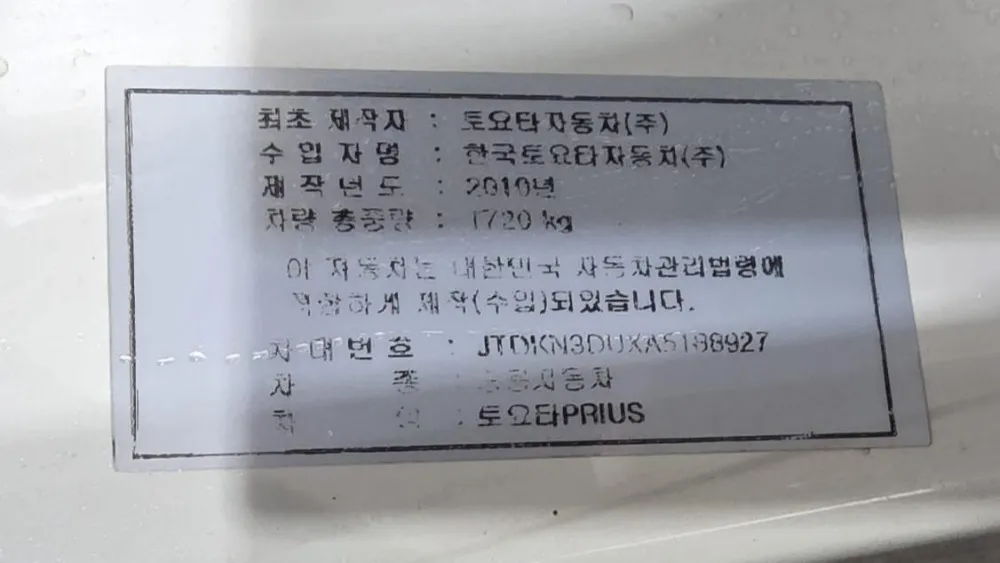 최초 제작자 : 토요타자동차(주)
수 입 자 명 : 한국토요타자동차(주)
제 작 년 도 : 2010년
차량 총중량 : 1720 kg
이 자동차는 대한민국 자동차관리법령에
적합하게 제작(수입)되었습니다.
차 대 번 호 : JTDKN3DUXA5188927
차 종 : 승용자동차
차 : 토요타PRIUS